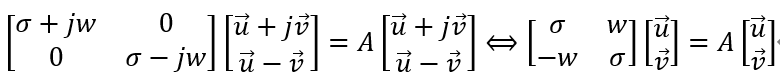 [σ + jw 0; 0 σ − jw] [u⃗ + jv⃗; u⃗ − v⃗] = A [u⃗ + jv⃗; u⃗ − v⃗] ⟺ [σ w; −w σ] [u⃗; v⃗] = A [u⃗; v⃗]